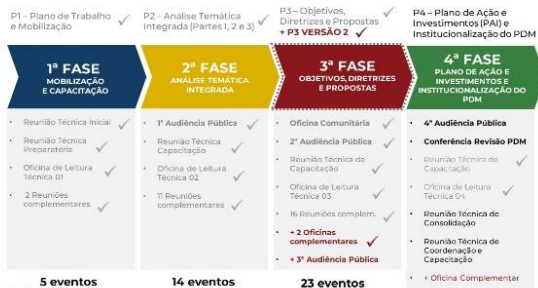 P1 – Plano de Trabalho
e Mobilização
P2 – Análise Temática
Integrada (Partes 1, 2 e 3)
P3 – Objetivos,
Diretrizes e Propostas
+ P3 VERSÃO 2
P4 – Plano de Ação e
Investimentos (PAI) e
Institucionalização do PDM
1ª FASE
MOBILIZAÇÃO
E CAPACITAÇÃO
2ª FASE
ANÁLISE TEMÁTICA
INTEGRADA
3ª FASE
OBJETIVOS, DIRETRIZES
E PROPOSTAS
4ª FASE
PLANO DE AÇÃO E
INVESTIMENTOS E
INSTITUCIONALIZAÇÃO DO
PDM
• Reunião Técnica Inicial
• Reunião Técnica
Preparatória
• Oficina de Leitura
Técnica 01
• 2 Reuniões
complementares
5 eventos
• 1ª Audiência Pública
• Reunião Técnica
Capacitação
• Oficina de Leitura
Técnica 02
• 11 Reuniões
complementares
14 eventos
• Oficina Comunitária
• 2ª Audiência Pública
• Reunião Técnica de
Capacitação
• Oficina de Leitura
Técnica 03
• 16 Reuniões complem.
• + 2 Oficinas
complementares
• + 3ª Audiência Pública
23 eventos
• 4ª Audiência Pública
• Conferência Revisão PDM
• Reunião Técnica de
Capacitação
• Oficina de Leitura
Técnica 04
• Reunião Técnica de
Consolidação
• Reunião Técnica de
Coordenação e
Capacitação
• + Oficina Complementar